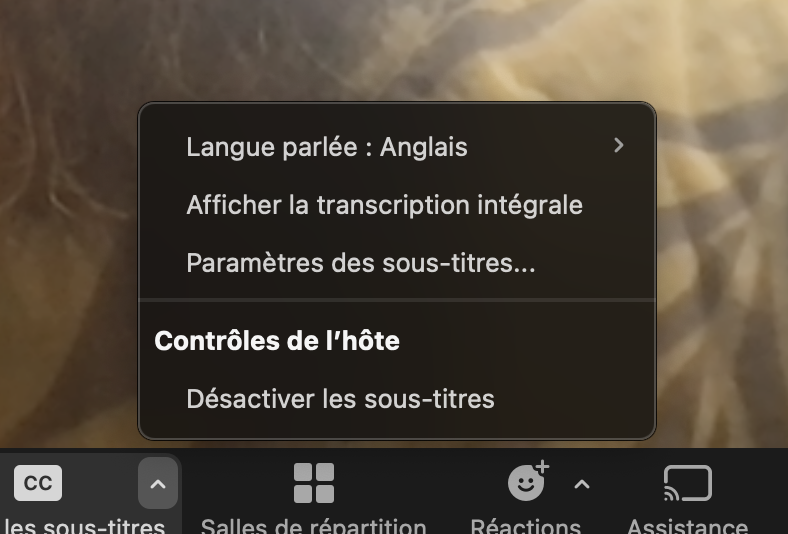 Langue parlée : Anglais
Afficher la transcription intégrale
Paramètres des sous-titres...
Contrôles de l’hôte
Désactiver les sous-titres
CC
les sous-titres
Salles de répartition
Réactions
Assistance